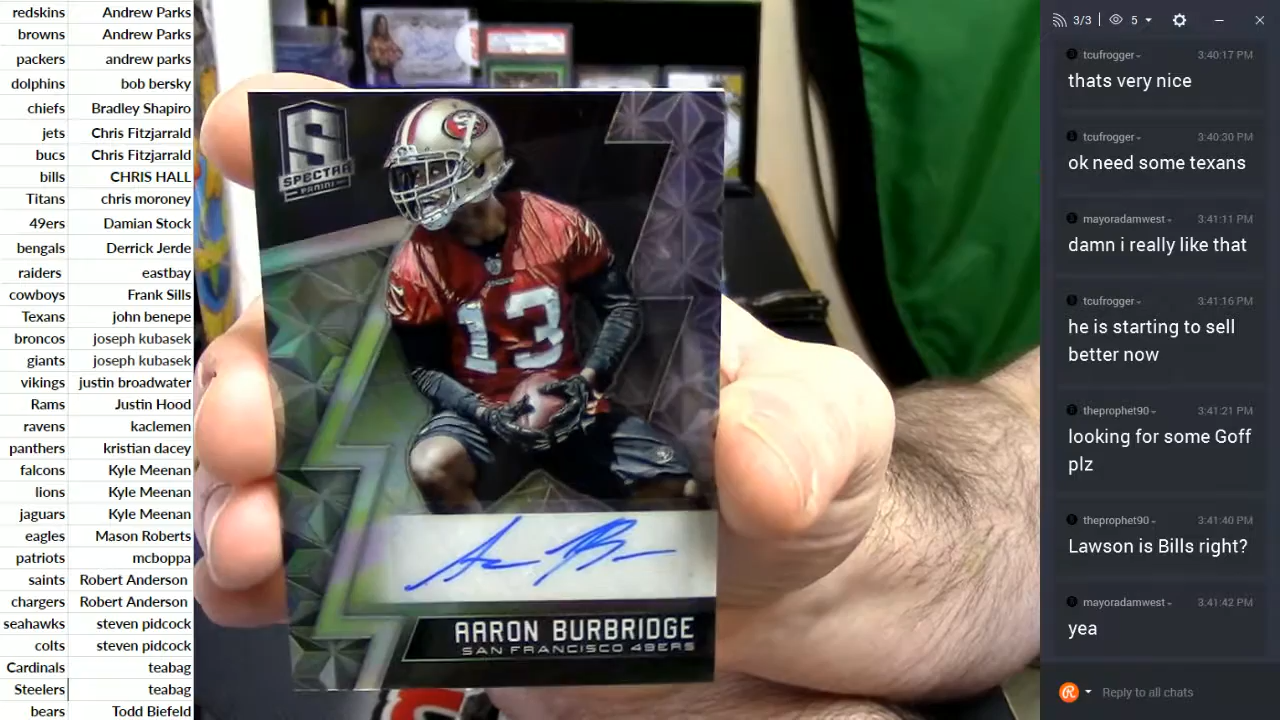 redskins Andrew Parks
browns Andrew Parks
packers andrew parks
dolphins bob bersky
chiefs Bradley Shapiro
jets Chris Fitzjarrald
bucs Chris Fitzjarrald
bills CHRIS HALL
Titans chris moroney
49ers Damian Stock
bengals Derrick Jerde
raiders eastbay
cowboys Frank Sills
Texans john benepe
broncos joseph kubasek
giants joseph kubasek
vikings justin broadwater
Rams Justin Hood
ravens kaclemen
panthers kristian dacey
falcons Kyle Meenan
lions Kyle Meenan
jaguars Kyle Meenan
eagles Mason Roberts
patriots mcboppa
saints Robert Anderson
chargers Robert Anderson
seahawks steven pidcock
colts steven pidcock
Cardinals teabag
Steelers teabag
bears Todd Biefeld
S
SPECTRA
PANINI
SF
13
AARON BURBRIDGE
SAN FRANCISCO 49ERS
3/3 5
tcufrogger 3:40:17 PM
thats very nice
tcufrogger 3:40:30 PM
ok need some texans
mayoradamwest 3:41:11 PM
damn i really like that
tcufrogger 3:41:16 PM
he is starting to sell
better now
theprophet90 3:41:21 PM
looking for some Goff
plz
theprophet90 3:41:40 PM
Lawson is Bills right?
mayoradamwest 3:41:42 PM
yea
Reply to all chats